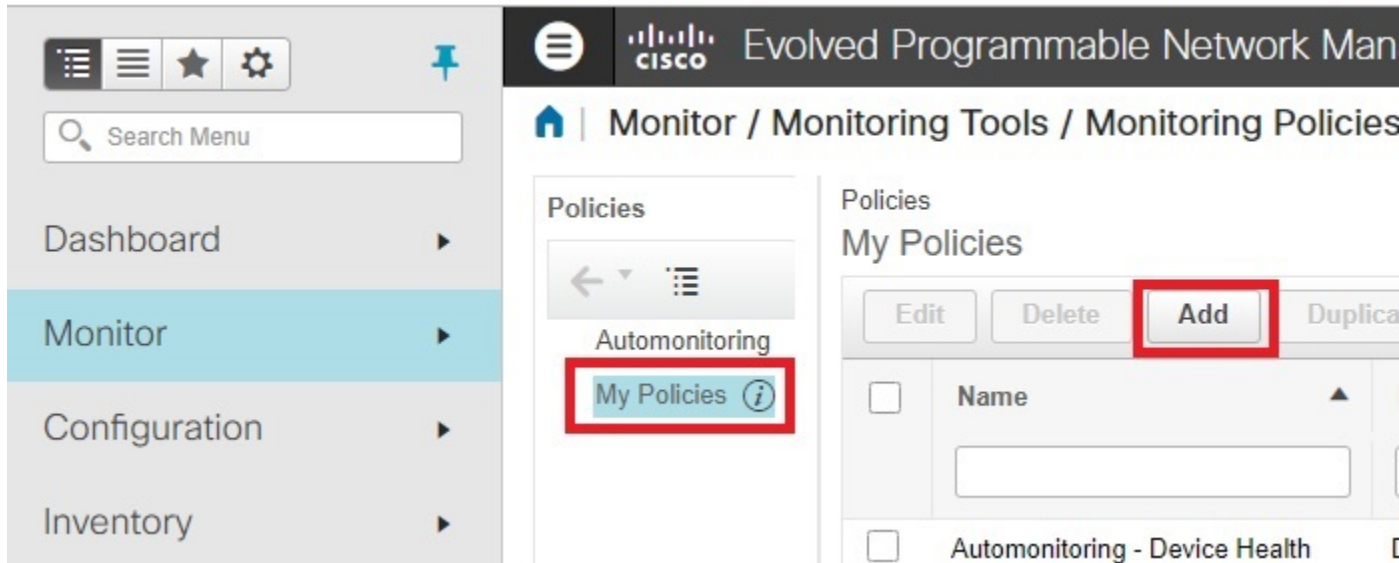 cisco Evolved Programmable Network Man
Search Menu
Monitor / Monitoring Tools / Monitoring Policies
Dashboard
Monitor
Configuration
Inventory
Policies
Automonitoring
My Policies
Policies
My Policies
Edit Delete Add Duplica
Name
Automonitoring - Device Health